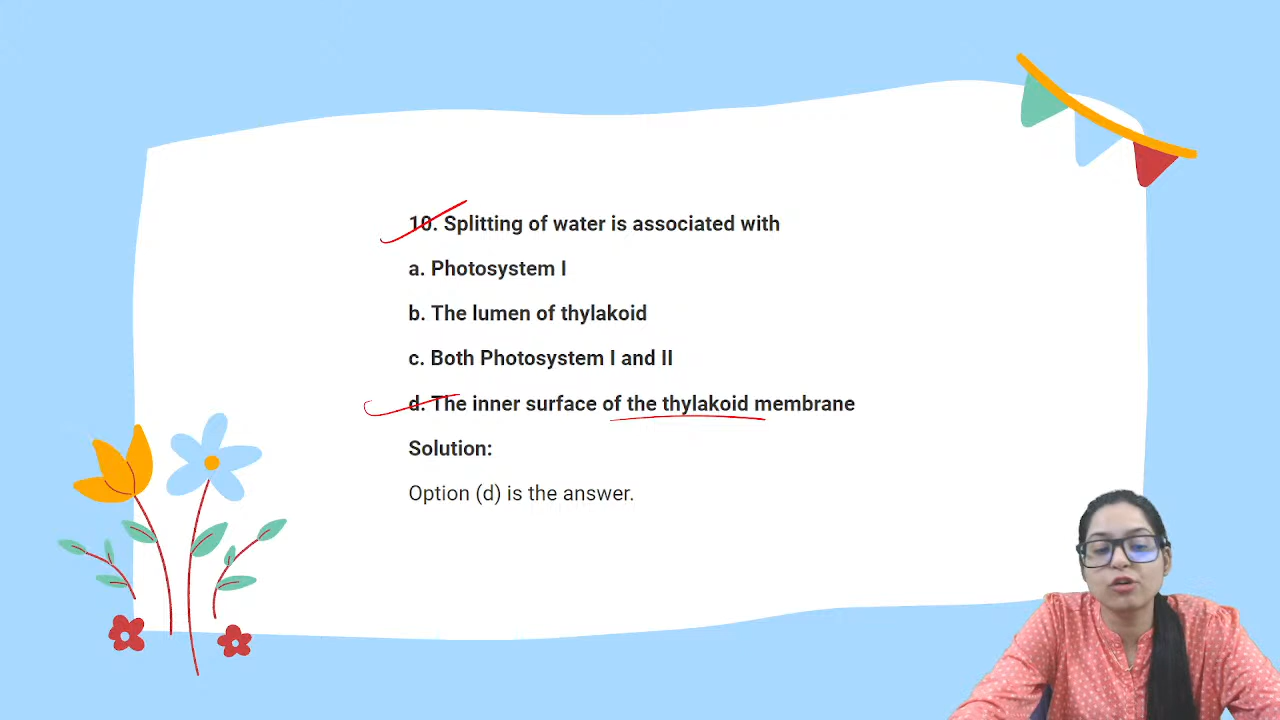 10. Splitting of water is associated with
a. Photosystem I
b. The lumen of thylakoid
c. Both Photosystem I and II
d. The inner surface of the thylakoid membrane
Solution:
Option (d) is the answer.